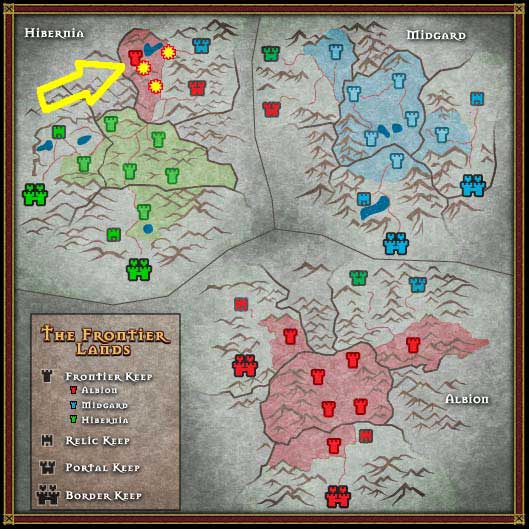 Hibernia
Midgard
The Frontier
Lands
Frontier Keep
Albion
Midgard
Hibernia
Relic Keep
Portal Keep
Border Keep
Albion